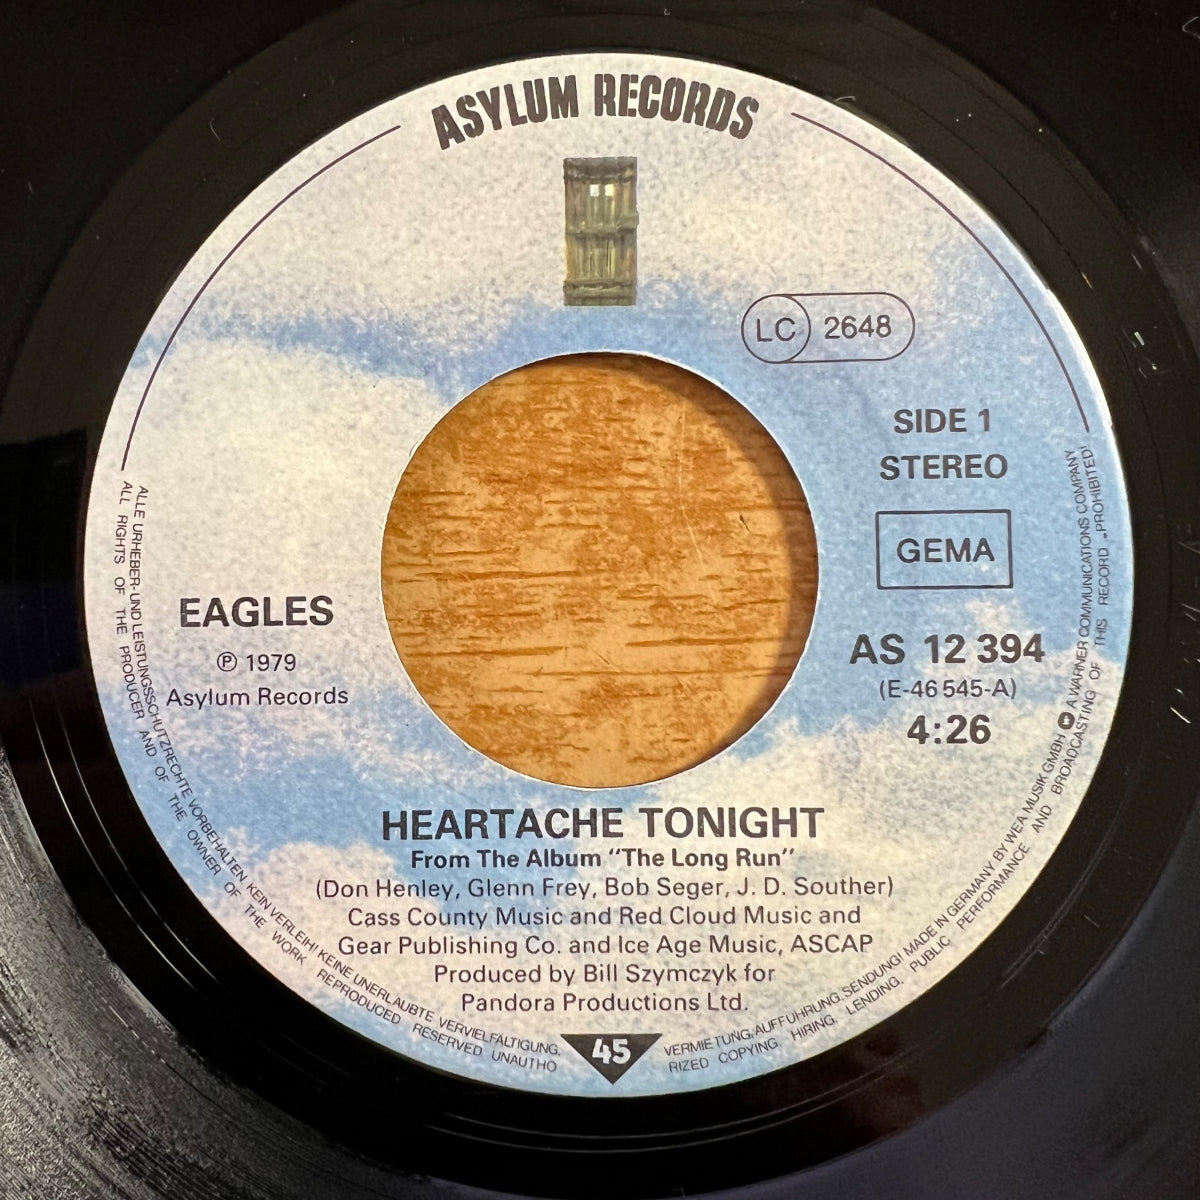 ASYLUM RECORDS
LC 2648
SIDE 1
STEREO
GEMA
EAGLES
℗ 1979
Asylum Records
AS 12 394
(E-46 545-A)
4:26
HEARTACHE TONIGHT
From The Album "The Long Run"
(Don Henley, Glenn Frey, Bob Seger, J. D. Souther)
Cass County Music and Red Cloud Music and
Gear Publishing Co. and Ice Age Music, ASCAP
Produced by Bill Szymczyk for
Pandora Productions Ltd.
45
ALLE URHEBER- UND LEISTUNGSSCHUTZRECHTE VORBEHALTEN KEIN VERLEIH! KEINE UNERLAUBTE VERVIELFÄLTIGUNG, VERMIETUNG, AUFFÜHRUNG, SENDUNG! MADE IN GERMANY BY WEA MUSIK GMBH A WARNER COMMUNICATIONS COMPANY
ALL RIGHTS OF THE PRODUCER AND OF THE OWNER OF THE WORK REPRODUCED RESERVED UNAUTHO RIZED COPYING, HIRING, LENDING, PUBLIC PERFORMANCE AND BROADCASTING OF THIS RECORD PROHIBITED!